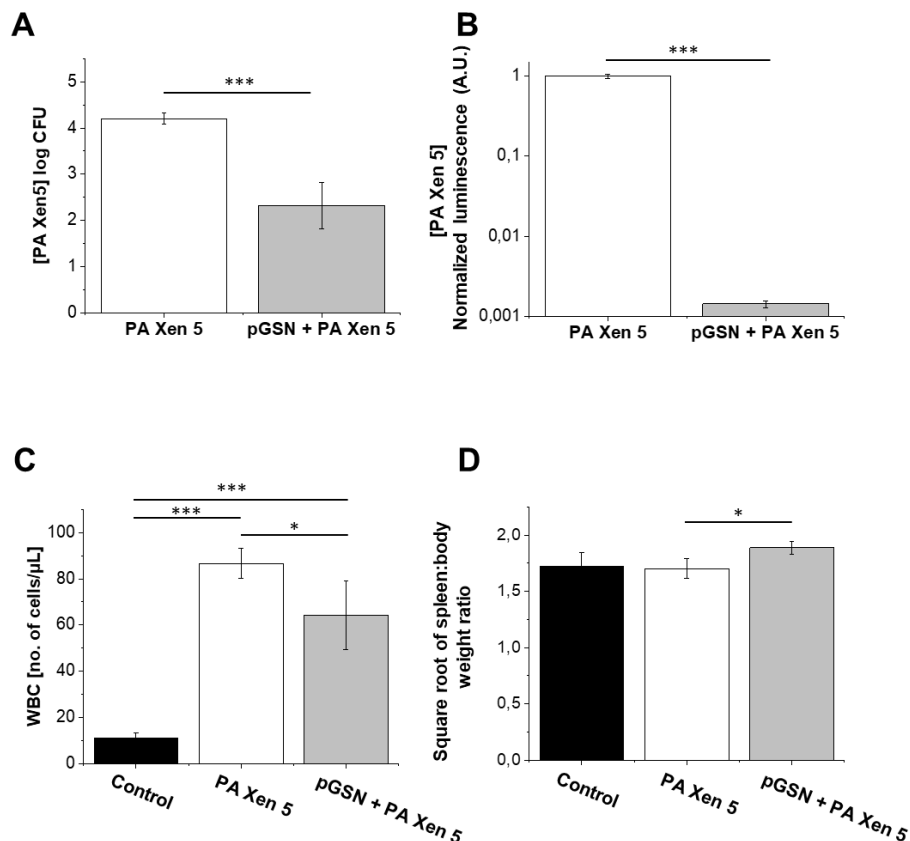 A
[PA Xen5] log CFU
5
4
3
2
1
0
***
PA Xen 5
pGSN + PA Xen 5
B
[PA Xen 5]
Normalized luminescence (A.U.)
1
0,1
0,01
0,001
***
PA Xen 5
pGSN + PA Xen 5
C
WBC [no. of cells/µL]
100
80
60
40
20
0
***
***
*
Control
PA Xen 5
pGSN + PA Xen 5
D
Square root of spleen:body
weight ratio
2,0
1,5
1,0
0,5
0,0
*
Control
PA Xen 5
pGSN + PA Xen 5